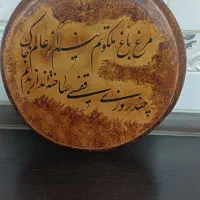 مرغ باغ ملکوتم نیم از عالم خاک
چند روزی قفسی ساخته‌اند از بدنم